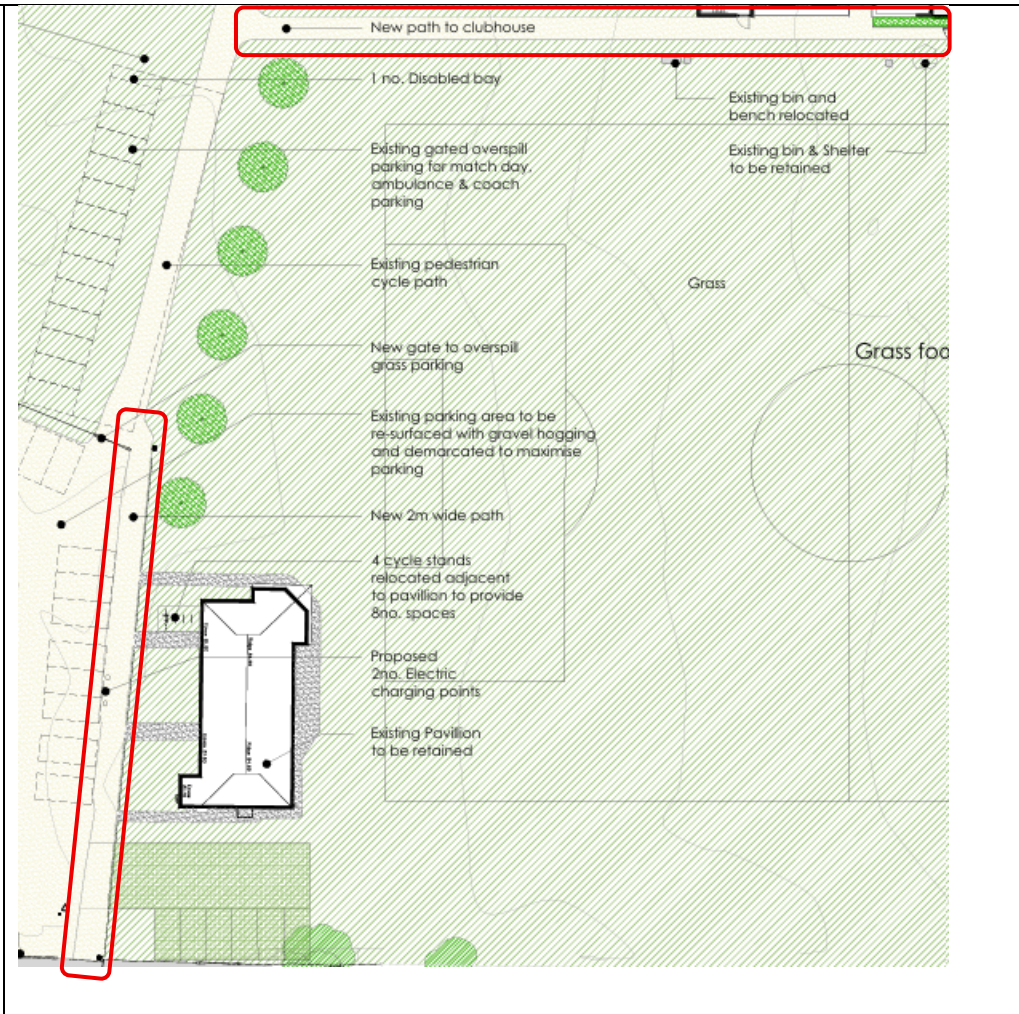 New path to clubhouse
1 no. Disabled bay
Existing bin and
bench relocated
Existing gated overspill
parking for match day,
ambulance & coach
parking
Existing bin & Shelter
to be retained
Existing pedestrian
cycle path
Grass
New gate to overspill
grass parking
Grass foo
Existing parking area to be
re-surfaced with gravel hogging
and demarcated to maximise
parking
New 2m wide path
4 cycle stands
relocated adjacent
to pavillion to provide
8no. spaces
Proposed
2no. Electric
charging points
Existing Pavillion
to be retained